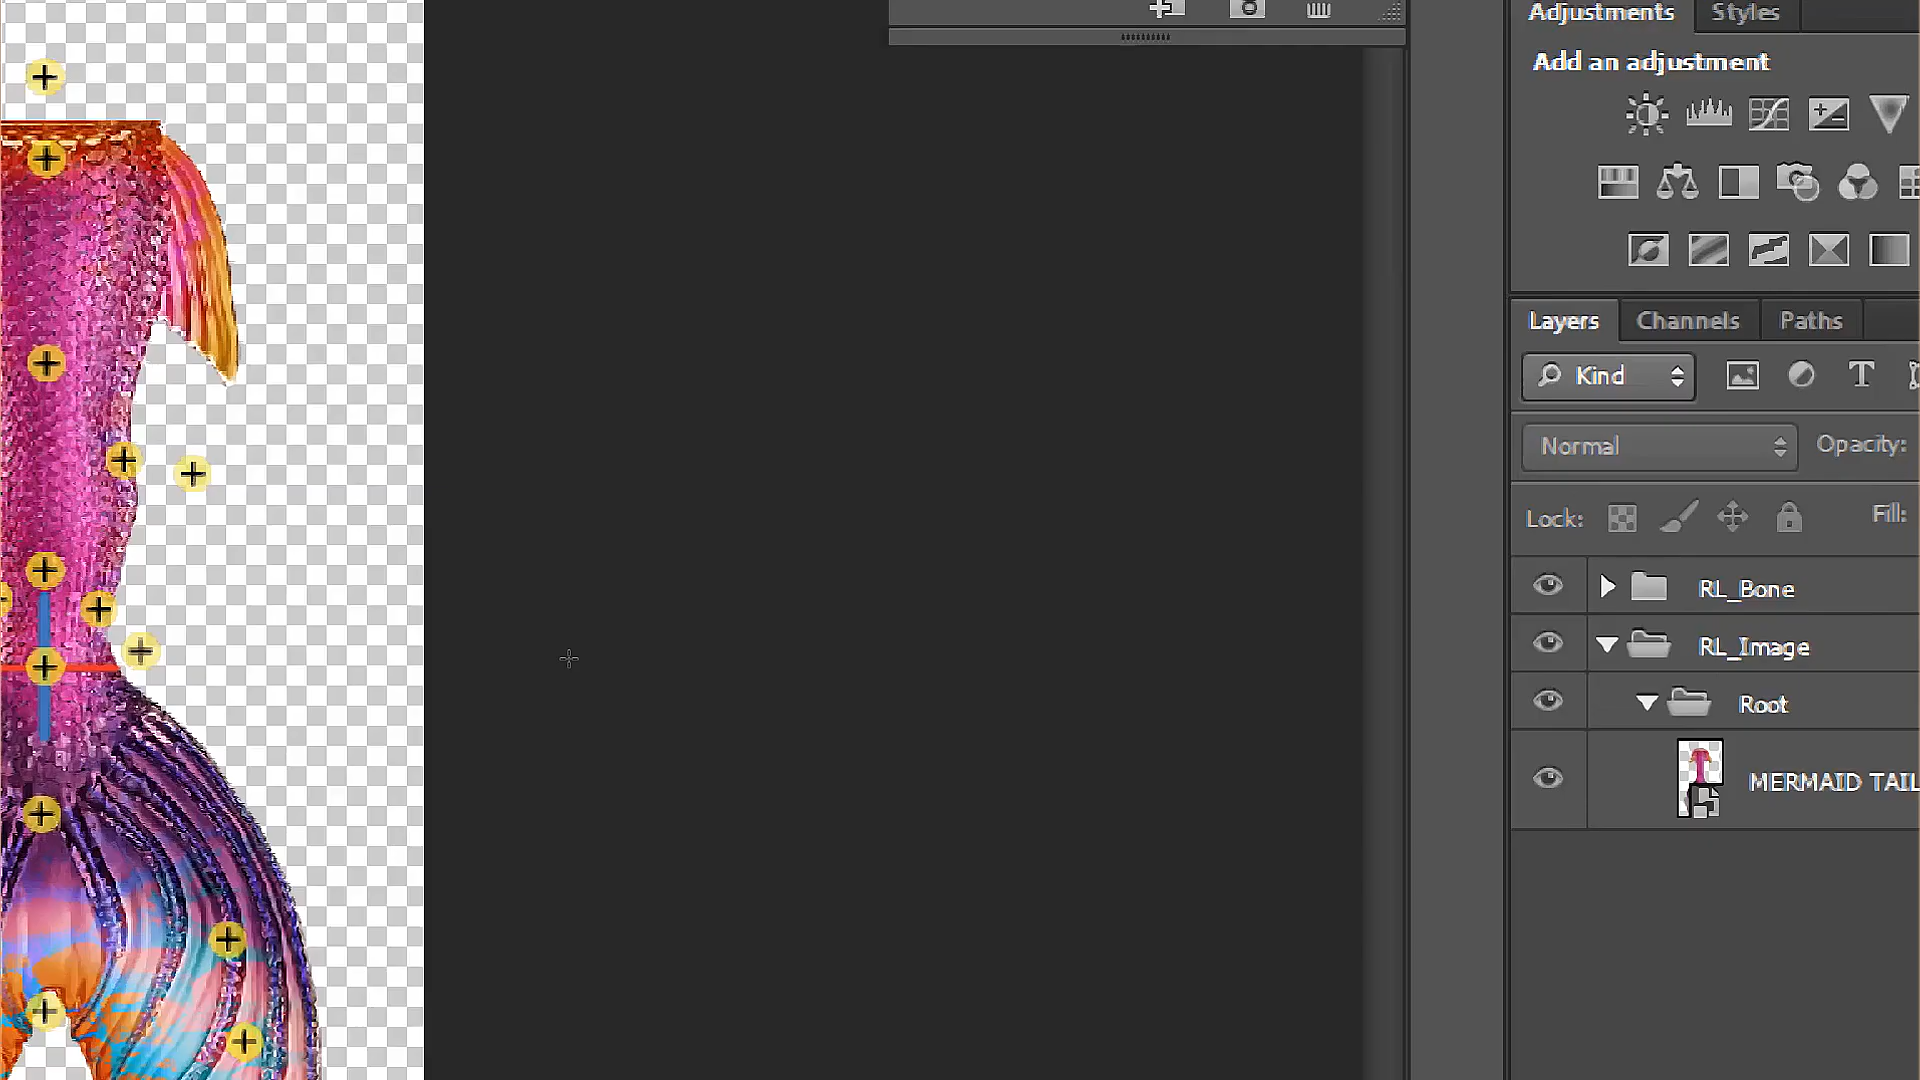 Adjustments Styles
Add an adjustment
Layers Channels Paths
Kind
Normal Opacity:
Lock: Fill:
RL_Bone
RL_Image
Root
MERMAID TAIL